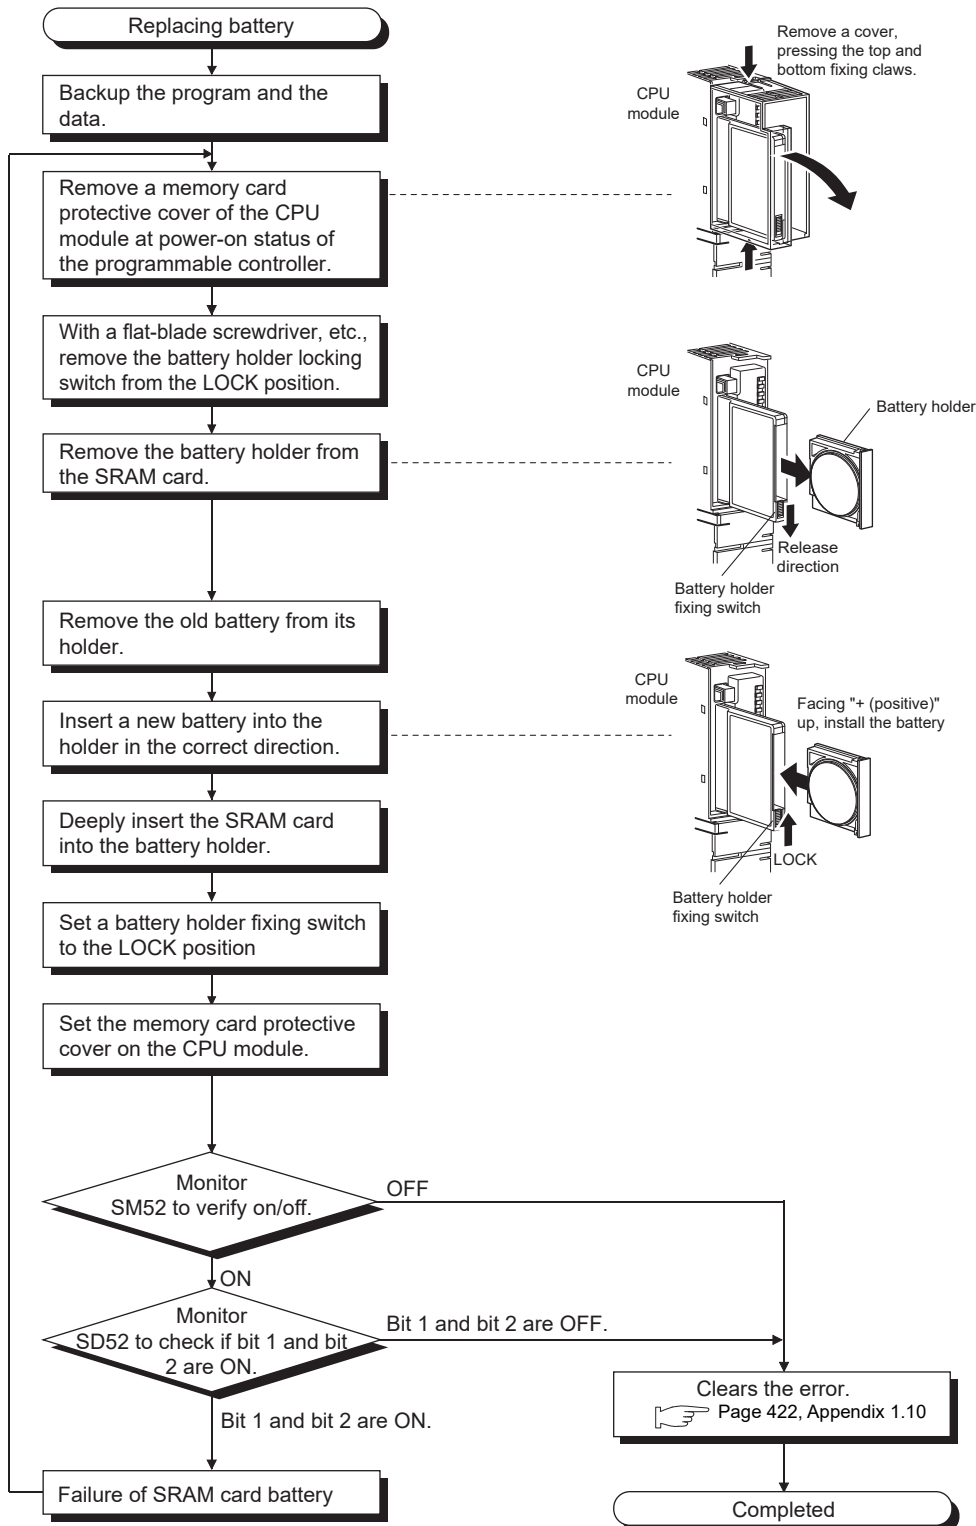 Replacing battery
Backup the program and the
data.
Remove a memory card
protective cover of the CPU
module at power-on status of
the programmable controller.
With a flat-blade screwdriver, etc.,
remove the battery holder locking
switch from the LOCK position.
Remove the battery holder from
the SRAM card.
Remove the old battery from its
holder.
Insert a new battery into the
holder in the correct direction.
Deeply insert the SRAM card
into the battery holder.
Set a battery holder fixing switch
to the LOCK position
Set the memory card protective
cover on the CPU module.
Monitor
SM52 to verify on/off.
OFF
ON
Monitor
SD52 to check if bit 1 and bit
2 are ON.
Bit 1 and bit 2 are OFF.
Bit 1 and bit 2 are ON.
Failure of SRAM card battery
Clears the error.
Page 422, Appendix 1.10
Completed
Remove a cover,
pressing the top and
bottom fixing claws.
CPU
module
CPU
module
Battery holder
Release
direction
Battery holder
fixing switch
CPU
module
Facing "+ (positive)"
up, install the battery
LOCK
Battery holder
fixing switch